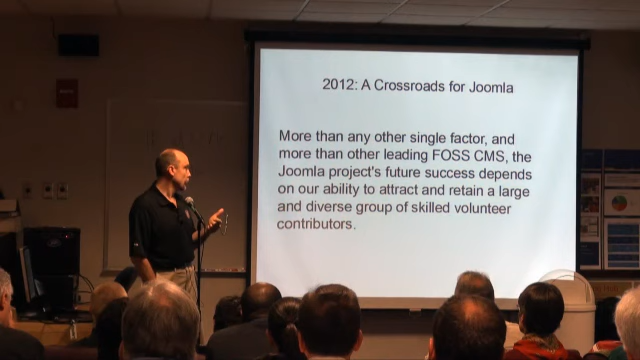 2012: A Crossroads for Joomla
More than any other single factor, and
more than other leading FOSS CMS, the
Joomla project's future success depends
on our ability to attract and retain a large
and diverse group of skilled volunteer
contributors.